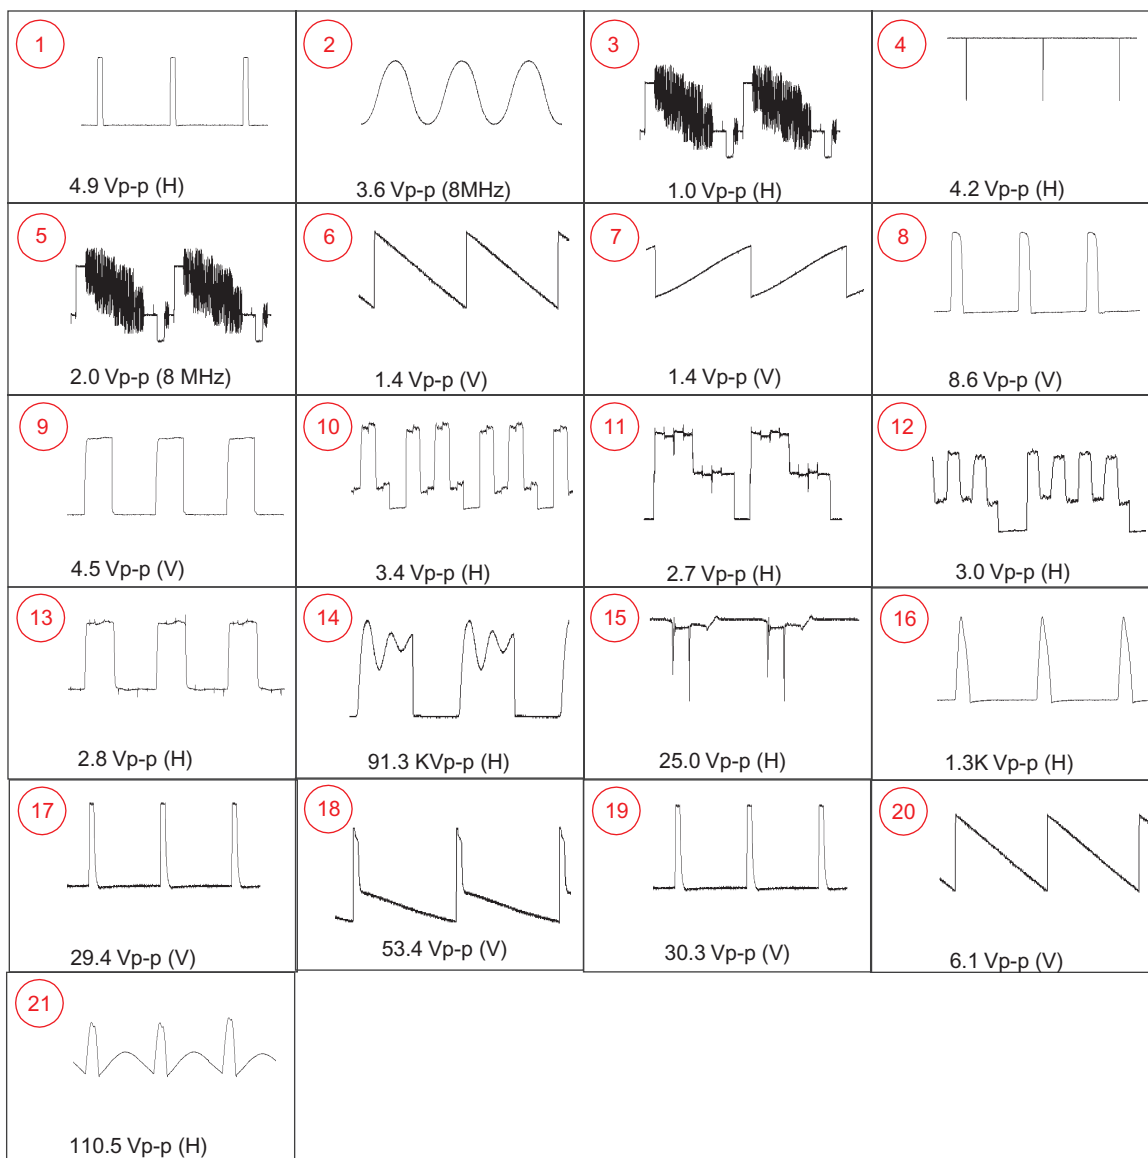 1
4.9 Vp-p (H)
2
3.6 Vp-p (8MHz)
3
1.0 Vp-p (H)
4
4.2 Vp-p (H)
5
2.0 Vp-p (8 MHz)
6
1.4 Vp-p (V)
7
1.4 Vp-p (V)
8
8.6 Vp-p (V)
9
4.5 Vp-p (V)
10
3.4 Vp-p (H)
11
2.7 Vp-p (H)
12
3.0 Vp-p (H)
13
2.8 Vp-p (H)
14
91.3 KVp-p (H)
15
25.0 Vp-p (H)
16
1.3K Vp-p (H)
17
29.4 Vp-p (V)
18
53.4 Vp-p (V)
19
30.3 Vp-p (V)
20
6.1 Vp-p (V)
21
110.5 Vp-p (H)